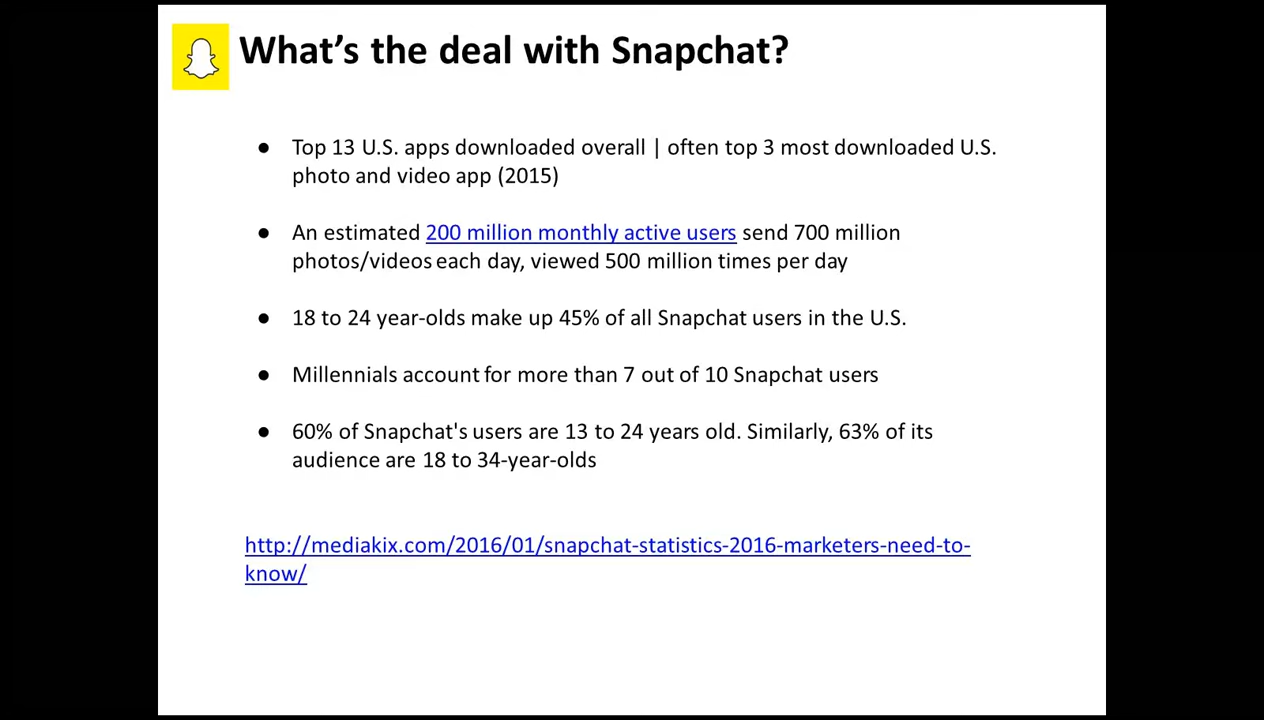 What’s the deal with Snapchat?
● Top 13 U.S. apps downloaded overall | often top 3 most downloaded U.S.
photo and video app (2015)
● An estimated 200 million monthly active users send 700 million
photos/videos each day, viewed 500 million times per day
● 18 to 24 year-olds make up 45% of all Snapchat users in the U.S.
● Millennials account for more than 7 out of 10 Snapchat users
● 60% of Snapchat's users are 13 to 24 years old. Similarly, 63% of its
audience are 18 to 34-year-olds
http://mediakix.com/2016/01/snapchat-statistics-2016-marketers-need-to-
know/